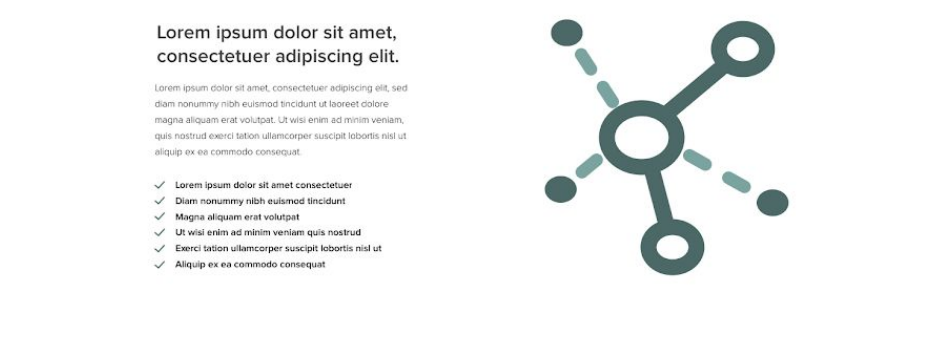 Lorem ipsum dolor sit amet,
consectetuer adipiscing elit.
Lorem ipsum dolor sit amet, consectetuer adipiscing elit, sed
diam nonummy nibh euismod tincidunt ut laoreet dolore
magna aliquam erat volutpat. Ut wisi enim ad minim veniam,
quis nostrud exerci tation ullamcorper suscipit lobortis nisl ut
aliquip ex ea commodo consequat.
Lorem ipsum dolor sit amet consectetuer
Diam nonummy nibh euismod tincidunt
Magna aliquam erat volutpat
Ut wisi enim ad minim veniam quis nostrud
Exerci tation ullamcorper suscipit lobortis nisl ut
Aliquip ex ea commodo consequat